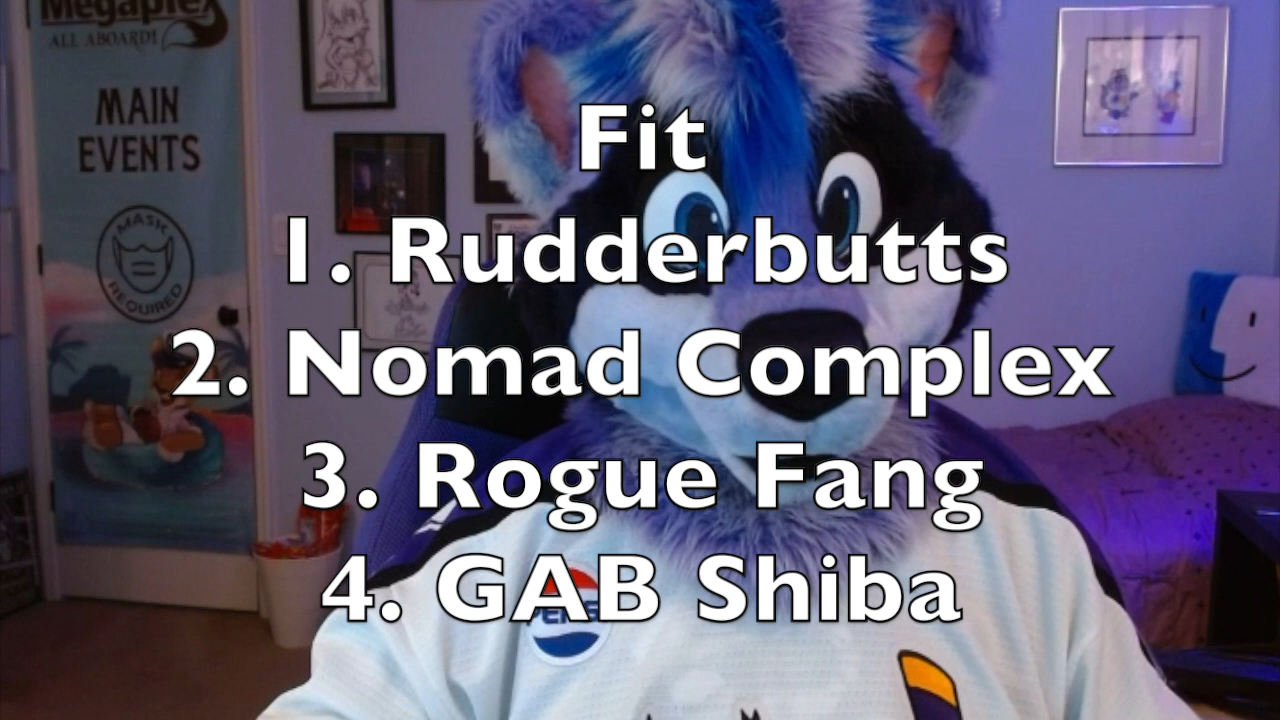 Megaplex
ALL ABOARD!
MAIN
EVENTS
MASK
REQUIRED
Fit
1. Rudderbutts
2. Nomad Complex
3. Rogue Fang
4. GAB Shiba